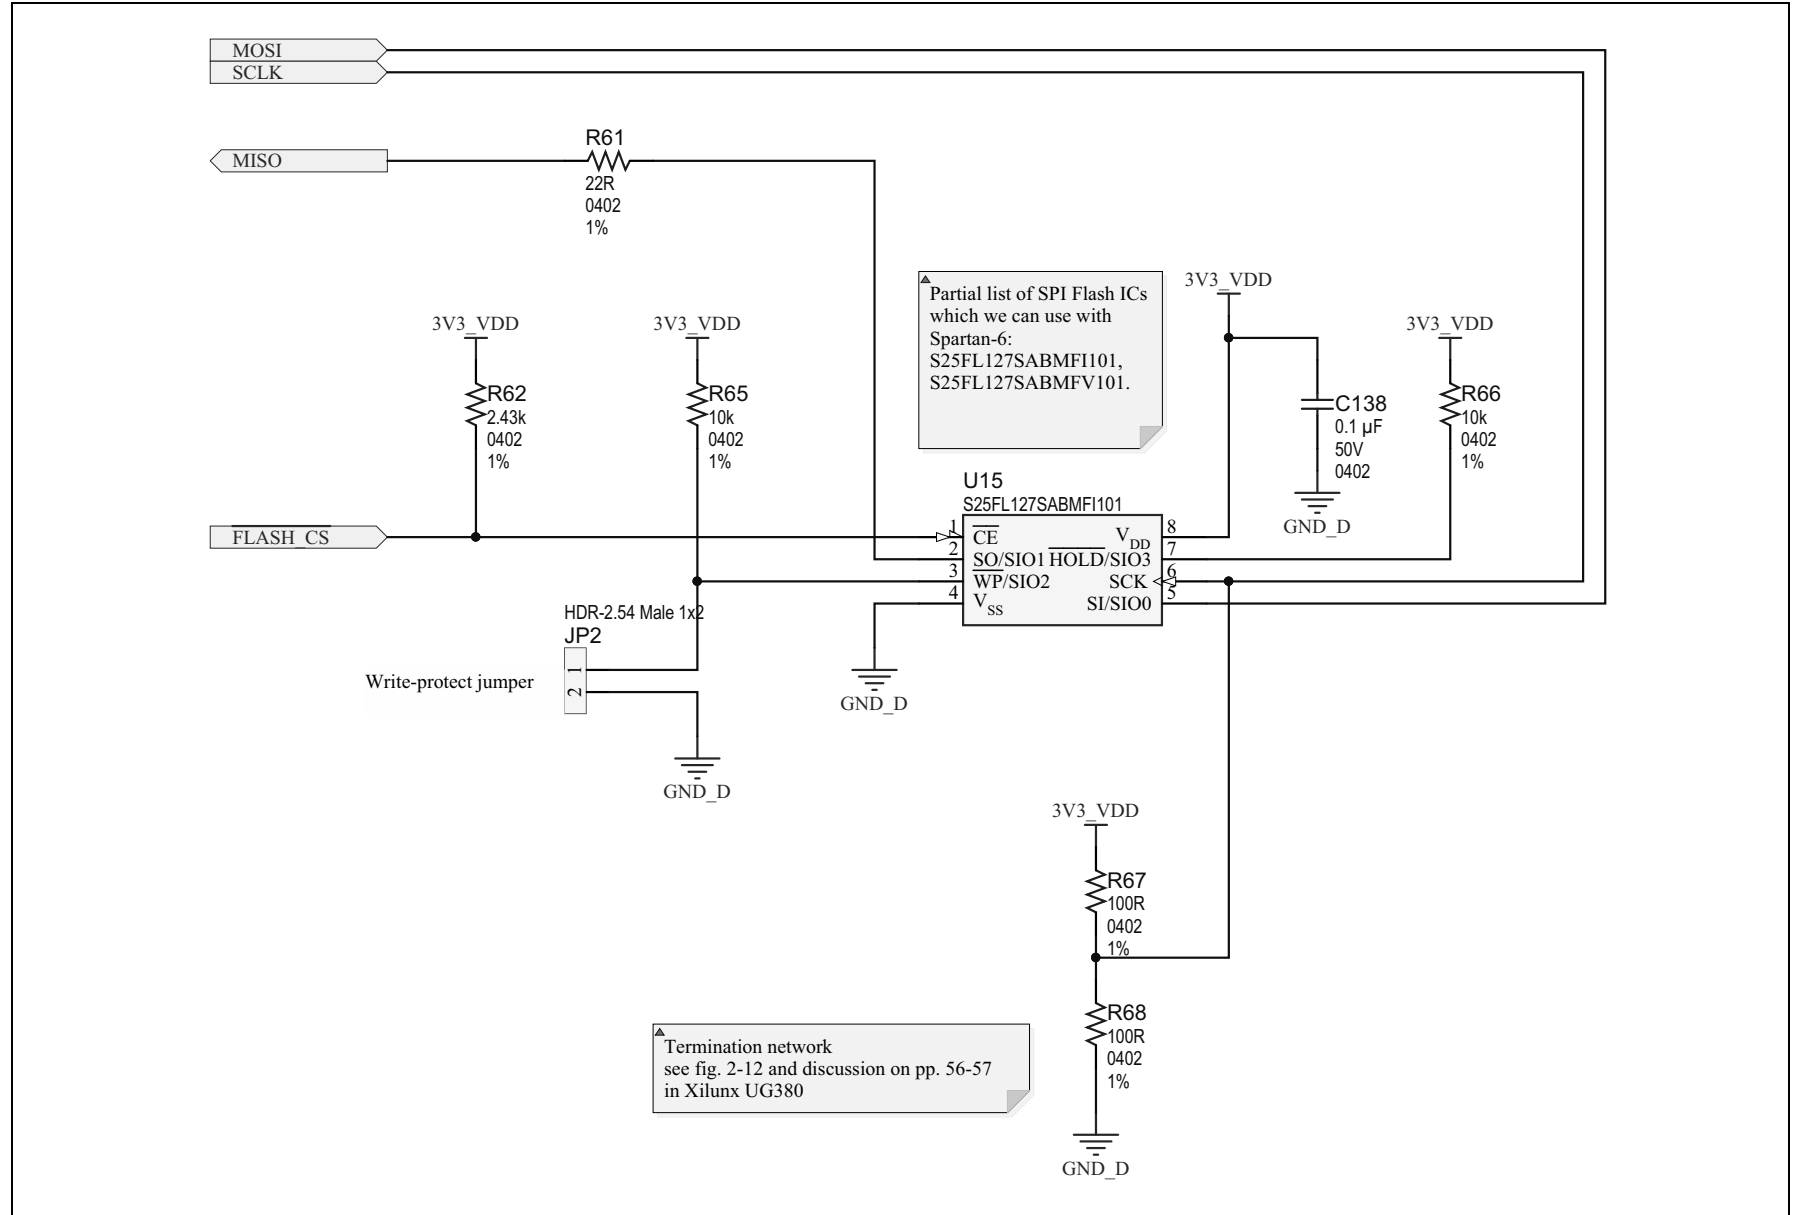 MOSI
SCLK
MISO
R61
22R
0402
1%
Partial list of SPI Flash ICs
which we can use with
Spartan-6:
S25FL127SABMFI101,
S25FL127SABMFV101.
3V3_VDD
3V3_VDD
R62
2.43k
0402
1%
3V3_VDD
R65
10k
0402
1%
3V3_VDD
R66
10k
0402
1%
C138
0.1 µF
50V
0402
GND_D
U15
S25FL127SABMFI101
FLASH_CS
1 CE VDD 8
2 SO/SIO1 HOLD/SIO3 7
3 WP/SIO2 SCK 6
4 VSS SI/SIO0 5
HDR-2.54 Male 1x2
JP2
Write-protect jumper
1
2
GND_D
GND_D
3V3_VDD
R67
100R
0402
1%
R68
100R
0402
1%
GND_D
Termination network
see fig. 2-12 and discussion on pp. 56-57
in Xilunx UG380